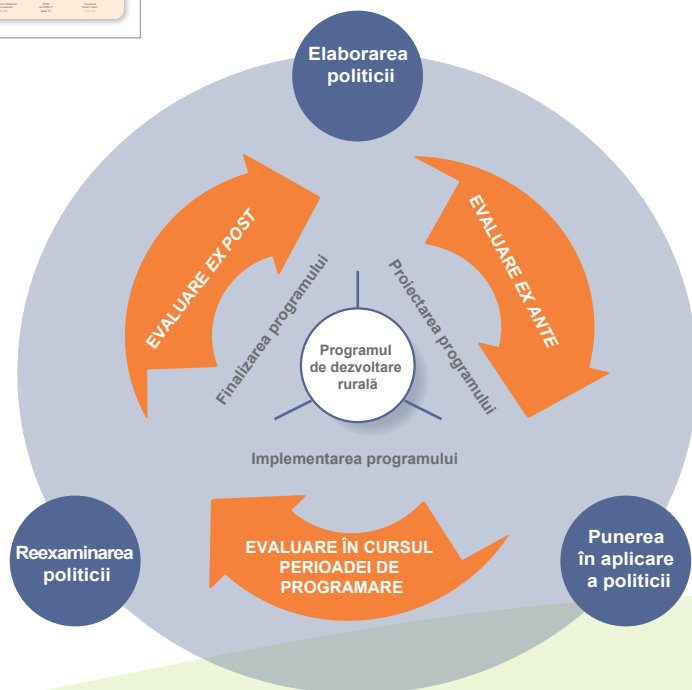 Elaborarea
politicii
EVALUARE EX POST
EVALUARE EX ANTE
Finalizarea programului
Proiectarea programului
Programul
de dezvoltare
rurală
Implementarea programului
Reexaminarea
politicii
EVALUARE ÎN CURSUL
PERIOADEI DE
PROGRAMARE
Punerea
în aplicare
a politicii